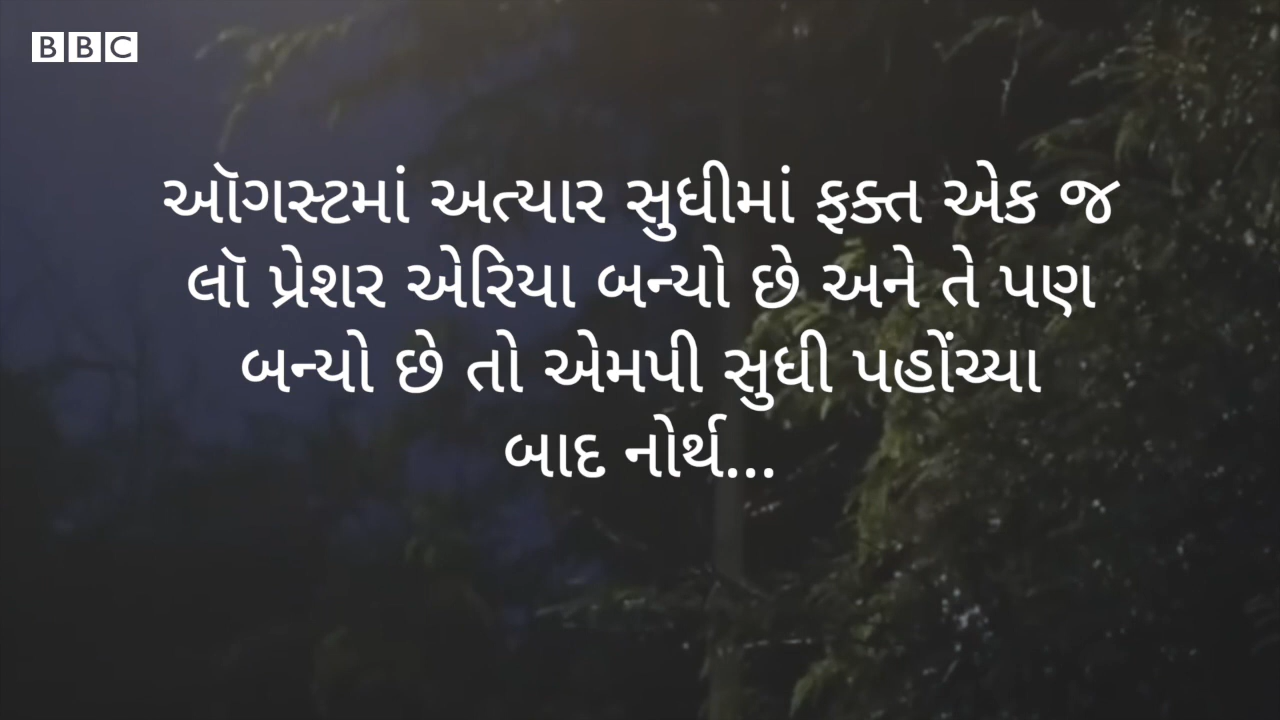 BBC
ઑગસ્ટમાં અત્યાર સુધીમાં ફક્ત એક જ
લૉ પ્રેશર એરિયા બન્યો છે અને તે પણ
બન્યો છે તો એમપી સુધી પહોંચ્યા
બાદ નોર્થ...